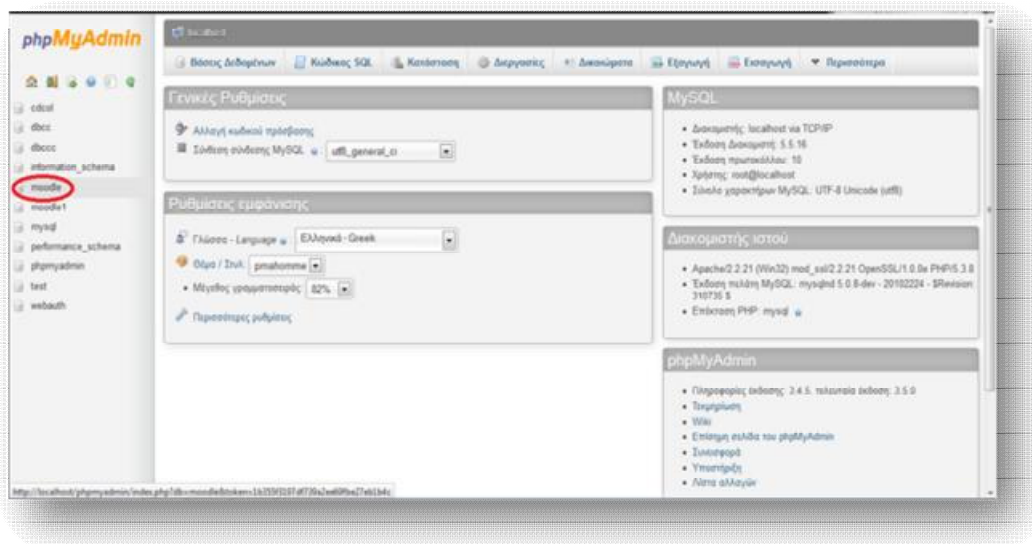 phpMyAdmin
cdcol
dbcc
dbccc
information_schema
moodle
moodle1
mysql
performance_schema
phpmyadmin
test
webauth
localhost
Βάσεις Δεδομένων Κώδικας SQL Κατάσταση Διεργασίες Δικαιώματα Εξαγωγή Εισαγωγή Περισσότερα
Γενικές Ρυθμίσεις
Αλλαγή κωδικού πρόσβασης
Σύνθεση σύνδεσης MySQL : utf8_general_ci
Ρυθμίσεις εμφάνισης
Γλώσσα - Language Ελληνικά - Greek
Θέμα / Στυλ: pmahomme
Μέγεθος γραμματοσειράς: 82%
Περισσότερες ρυθμίσεις
MySQL
Διακομιστής: localhost via TCP/IP
Έκδοση Διακομιστή: 5.5.16
Έκδοση πρωτοκόλλου: 10
Χρήστης: root@localhost
Σύνολο χαρακτήρων MySQL: UTF-8 Unicode (utf8)
Διακομιστής ιστού
Apache/2.2.21 (Win32) mod_ssl/2.2.21 OpenSSL/1.0.0e PHP/5.3.8
Έκδοση πελάτη MySQL: mysqlnd 5.0.8-dev - 20102224 - $Revision:
310735 $
Επέκταση PHP: mysql
phpMyAdmin
Πληροφορίες έκδοσης: 3.4.5, τελευταία έκδοση: 3.5.0
Τεκμηρίωση
Wiki
Επίσημη σελίδα του phpMyAdmin
Συνεισφορά
Υποστήριξη
Λίστα αλλαγών